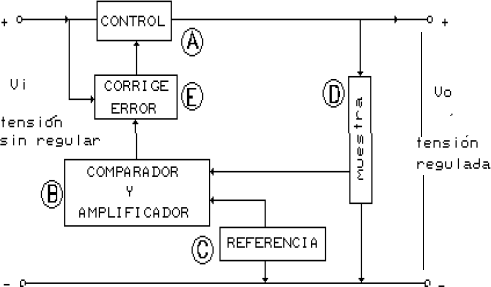 + CONTROL +
A
Vi
CORRIGE
ERROR
E
D
Vo
tensión
sin regular
muestra
tensión
regulada
COMPARADOR
Y
AMPLIFICADOR
B
C
REFERENCIA
- -